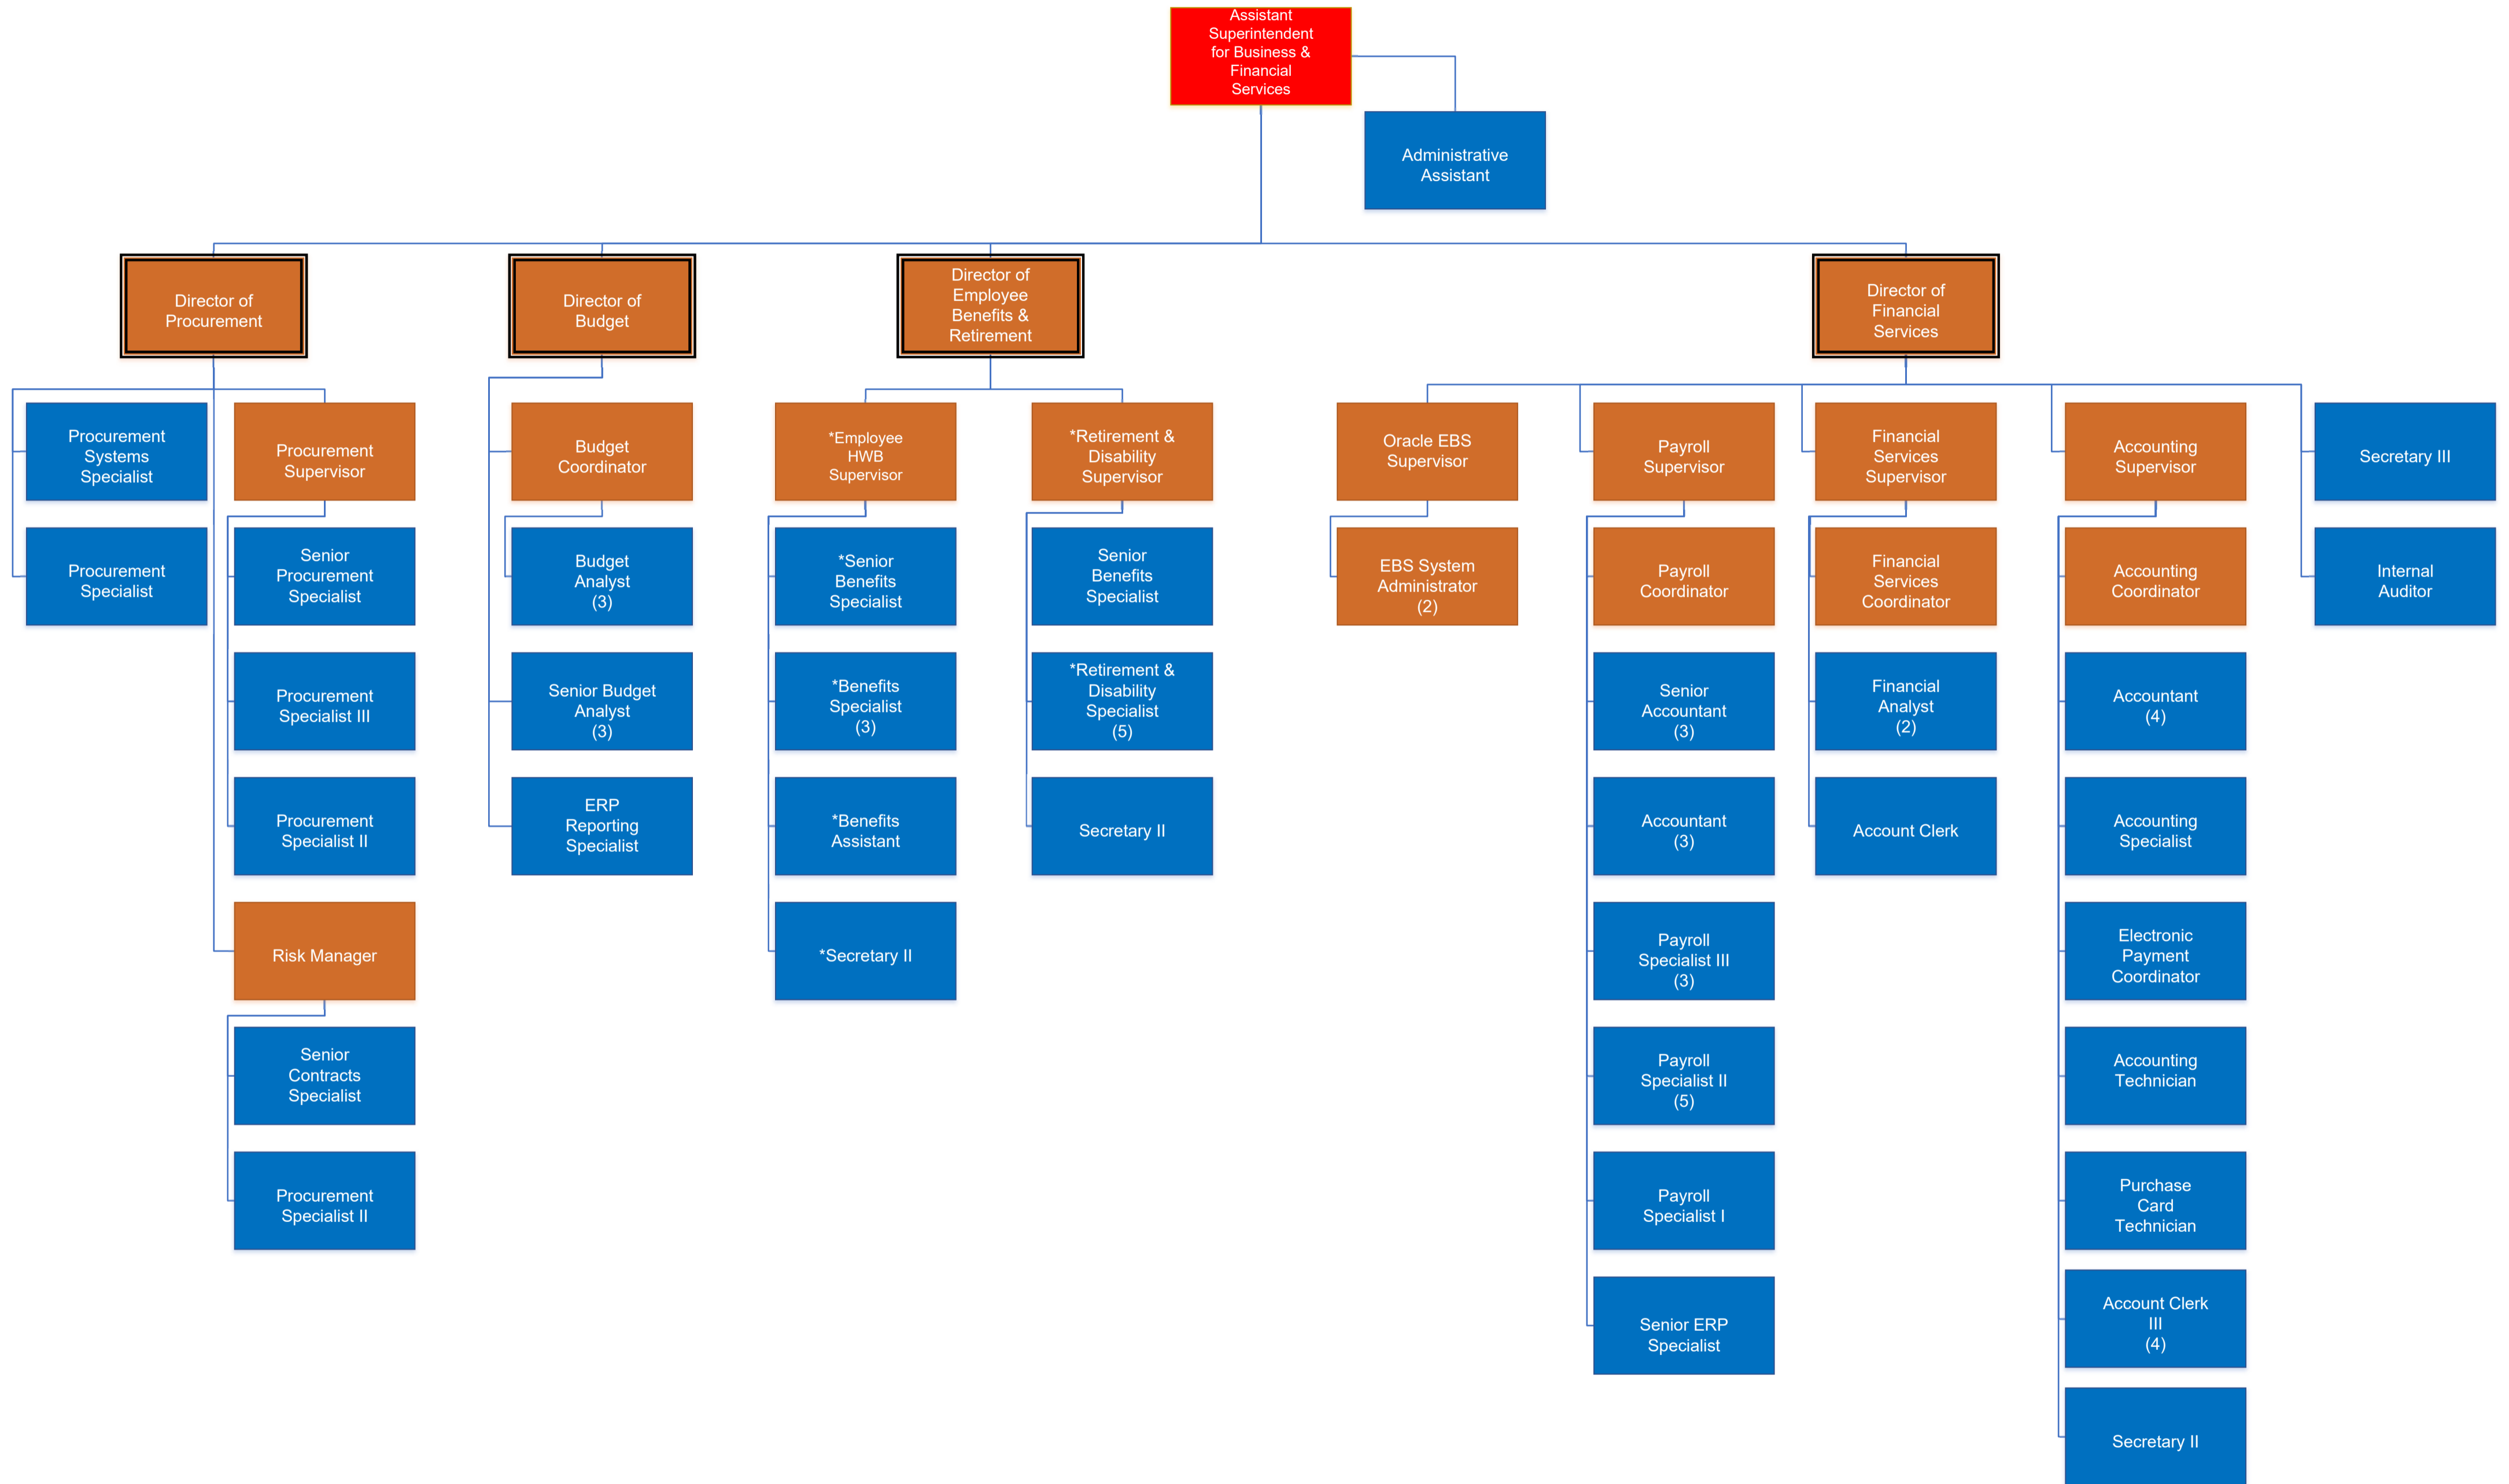 Assistant
Superintendent
for Business &
Financial
Services
Administrative
Assistant
Director of
Procurement
Director of
Budget
Director of
Employee
Benefits &
Retirement
Director of
Financial
Services
Procurement
Systems
Specialist
Procurement
Supervisor
Budget
Coordinator
*Employee
HWB
Supervisor
*Retirement &
Disability
Supervisor
Oracle EBS
Supervisor
Payroll
Supervisor
Financial
Services
Supervisor
Accounting
Supervisor
Secretary III
Procurement
Specialist
Senior
Procurement
Specialist
Budget
Analyst
(3)
*Senior
Benefits
Specialist
Senior
Benefits
Specialist
EBS System
Administrator
(2)
Payroll
Coordinator
Financial
Services
Coordinator
Accounting
Coordinator
Internal
Auditor
Procurement
Specialist III
Senior Budget
Analyst
(3)
*Benefits
Specialist
(3)
*Retirement &
Disability
Specialist
(5)
Senior
Accountant
(3)
Financial
Analyst
(2)
Accountant
(4)
Procurement
Specialist II
ERP
Reporting
Specialist
*Benefits
Assistant
Secretary II
Accountant
(3)
Account Clerk
Accounting
Specialist
Risk Manager
*Secretary II
Payroll
Specialist III
(3)
Electronic
Payment
Coordinator
Senior
Contracts
Specialist
Payroll
Specialist II
(5)
Accounting
Technician
Procurement
Specialist II
Payroll
Specialist I
Purchase
Card
Technician
Senior ERP
Specialist
Account Clerk
III
(4)
Secretary II